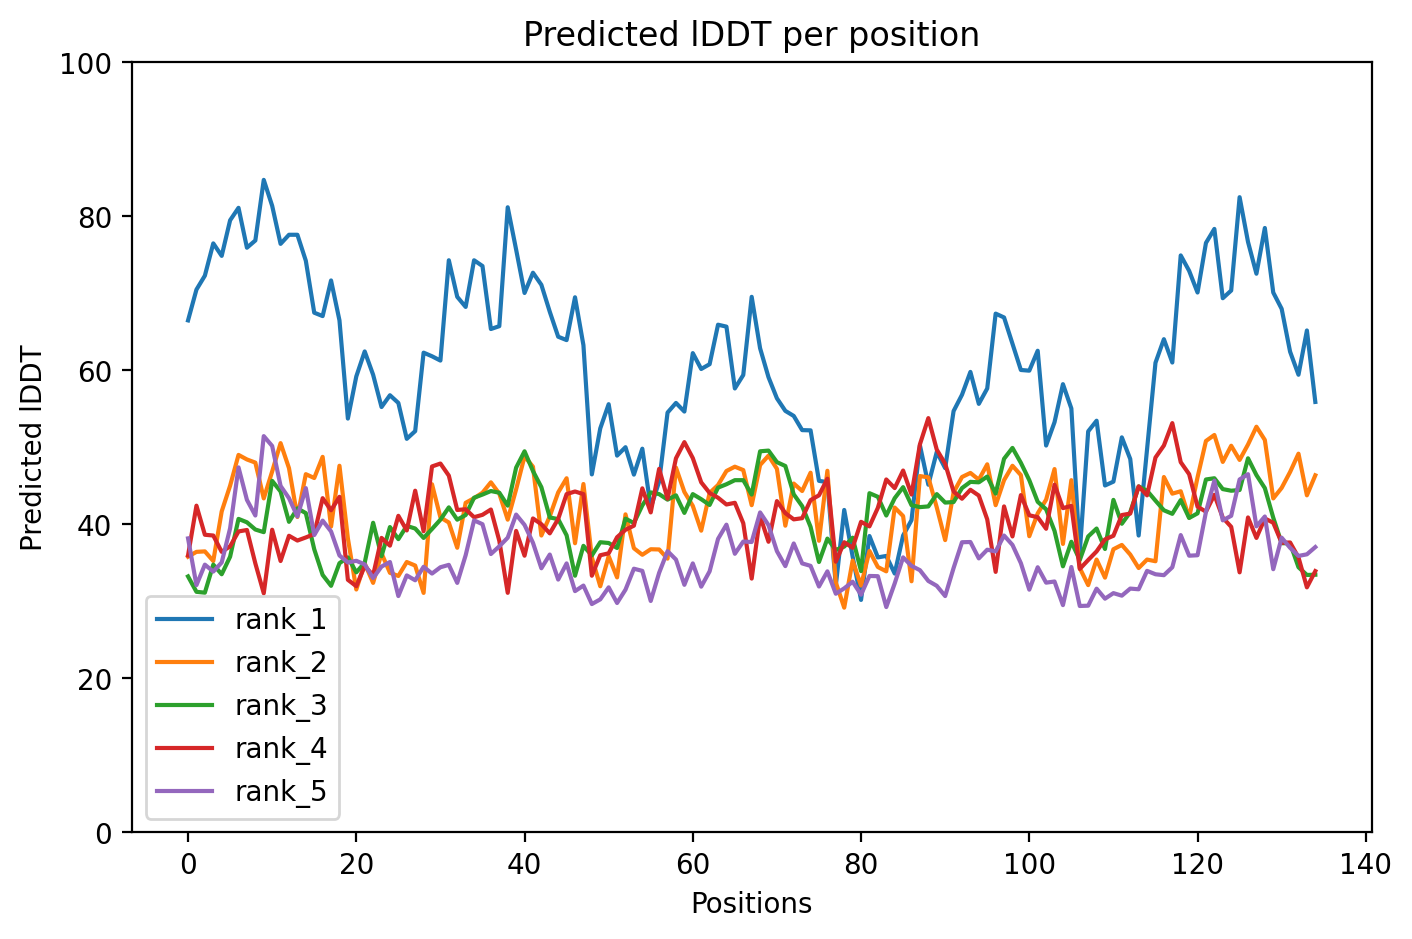 Predicted lDDT per position
100
80
60
40
20
0
Predicted lDDT
rank_1
rank_2
rank_3
rank_4
rank_5
0 20 40 60 80 100 120 140
Positions